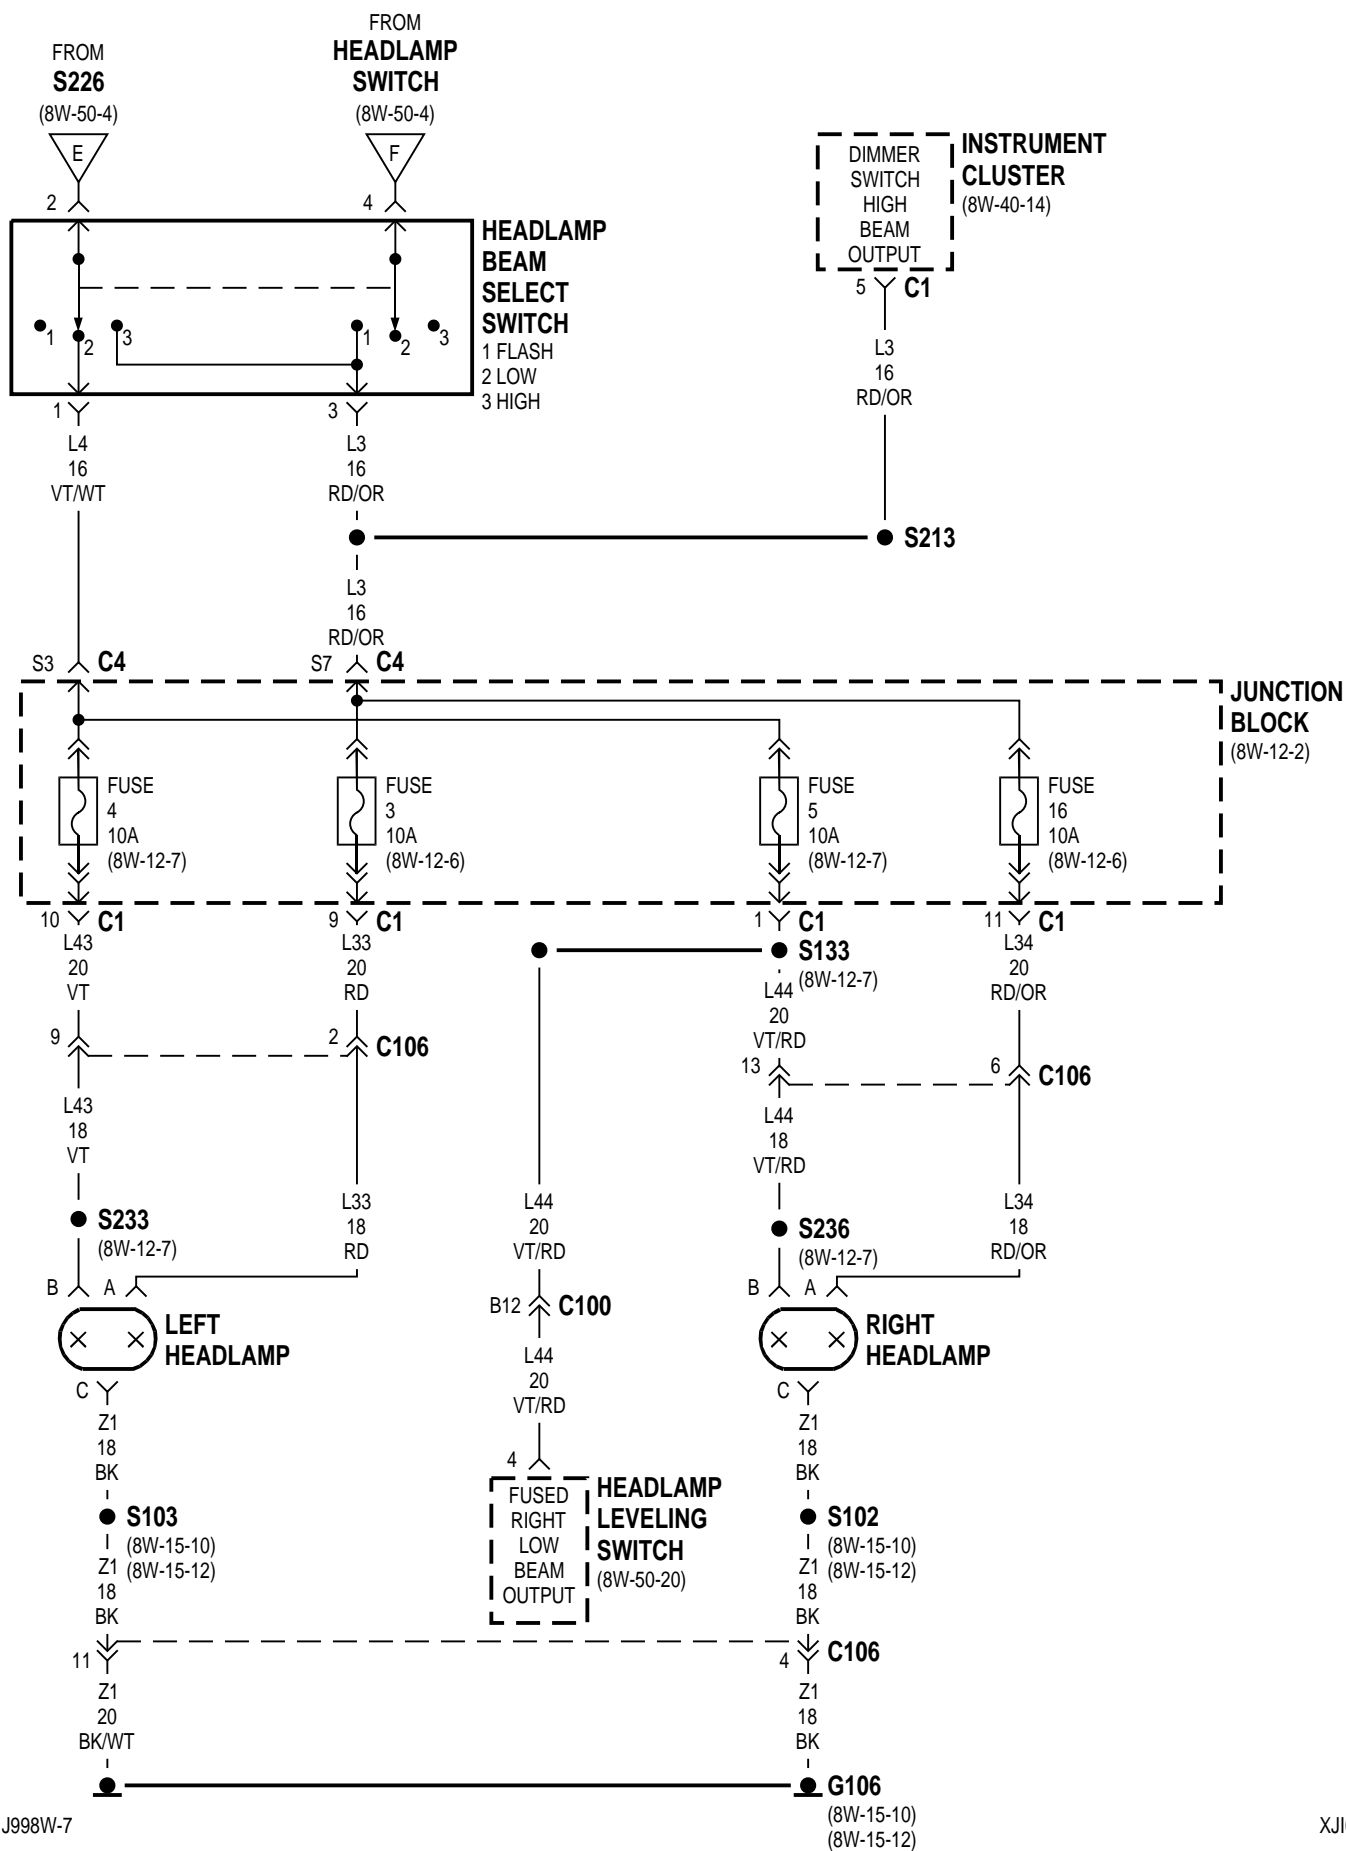 FROM
S226
(8W-50-4)
E
2
FROM
HEADLAMP
SWITCH
(8W-50-4)
F
4
DIMMER
SWITCH
HIGH
BEAM
OUTPUT
INSTRUMENT
CLUSTER
(8W-40-14)
5
C1
L3
16
RD/OR
HEADLAMP
BEAM
SELECT
SWITCH
1 FLASH
2 LOW
3 HIGH
1
2
3
1
2
3
1
L4
16
VT/WT
3
L3
16
RD/OR
S213
L3
16
RD/OR
S3
C4
S7
C4
JUNCTION
BLOCK
(8W-12-2)
FUSE
4
10A
(8W-12-7)
FUSE
3
10A
(8W-12-6)
FUSE
5
10A
(8W-12-7)
FUSE
16
10A
(8W-12-6)
10
C1
L43
20
VT
9
C1
L33
20
RD
1
C1
S133
(8W-12-7)
L44
20
VT/RD
11
C1
L34
20
RD/OR
9
2
C106
13
6
C106
L43
18
VT
L33
18
RD
L44
20
VT/RD
L44
18
VT/RD
L34
18
RD/OR
S233
(8W-12-7)
S236
(8W-12-7)
B
A
LEFT
HEADLAMP
C
B12
C100
L44
20
VT/RD
B
A
RIGHT
HEADLAMP
C
Z1
18
BK
S103
(8W-15-10)
(8W-15-12)
Z1
18
BK
4
FUSED
RIGHT
LOW
BEAM
OUTPUT
HEADLAMP
LEVELING
SWITCH
(8W-50-20)
Z1
18
BK
S102
(8W-15-10)
(8W-15-12)
Z1
18
BK
11
4
C106
Z1
20
BK/WT
Z1
18
BK
G106
(8W-15-10)
(8W-15-12)
J998W-7
XJI